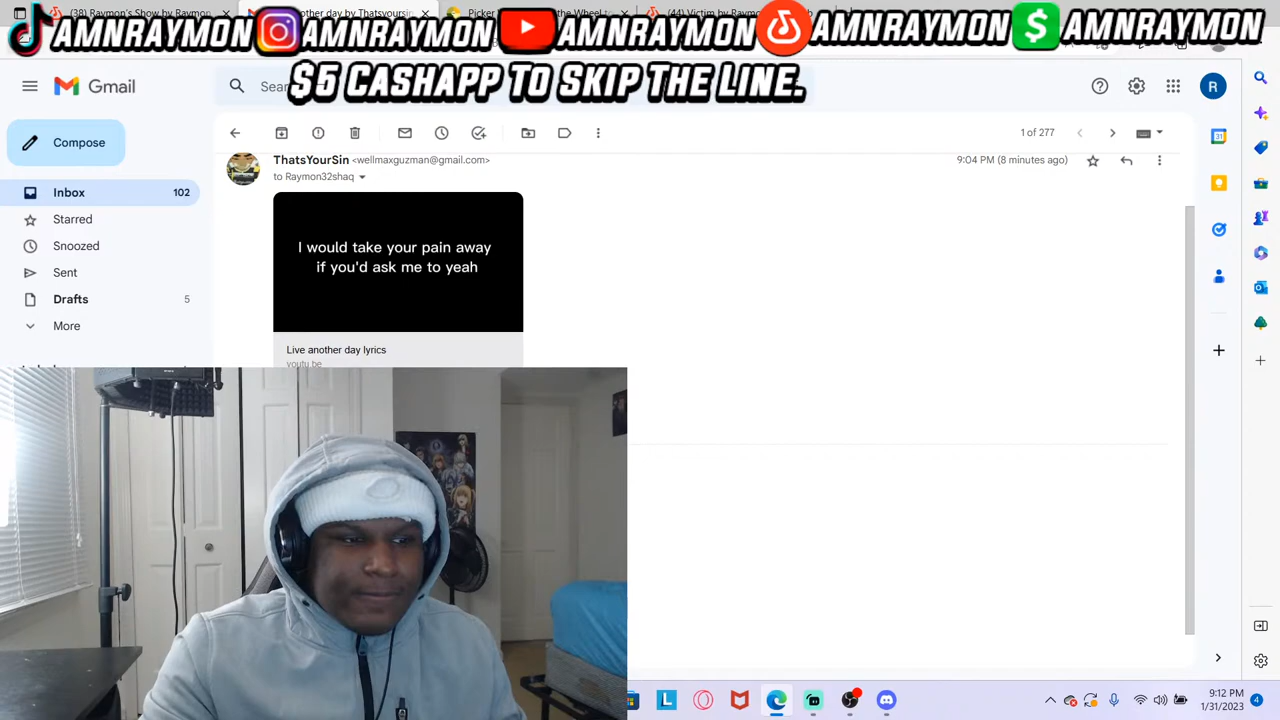 AMNRAYMON AMNRAYMON AMNRAYMON AMNRAYMON $ AMNRAYMON
$5 CASHAPP TO SKIP THE LINE.
Gmail
Compose
1 of 277
ThatsYourSin <wellmaxguzman@gmail.com>
9:04 PM (8 minutes ago)
to Raymon32shaq
R
Inbox 102
Starred
Snoozed
Sent
Drafts 5
More
I would take your pain away
if you'd ask me to yeah
Live another day lyrics
youtu.be
L
9:12 PM
1/31/2023
4